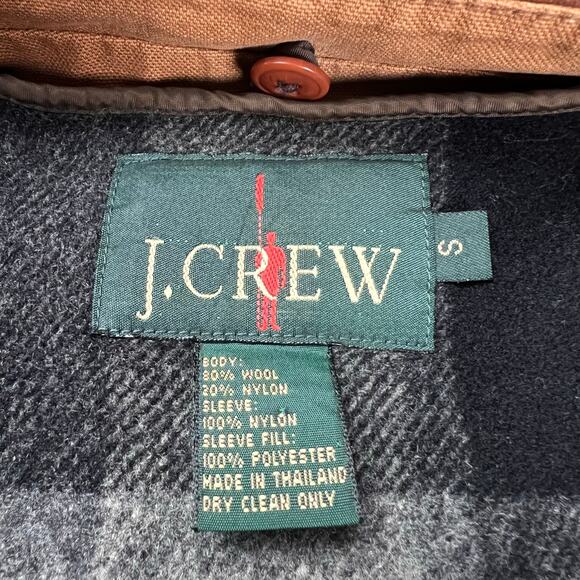 J.CREW
S
BODY:
80% WOOL
20% NYLON
SLEEVE:
100% NYLON
SLEEVE FILL:
100% POLYESTER
MADE IN THAILAND
DRY CLEAN ONLY